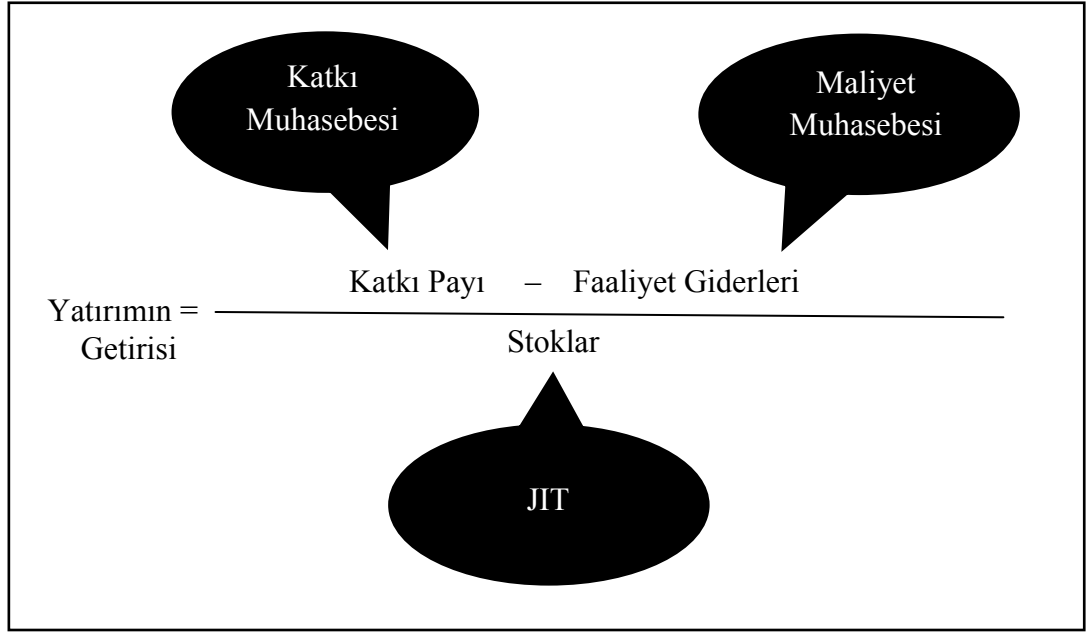 Katkı
Muhasebesi
Maliyet
Muhasebesi
Katkı Payı – Faaliyet Giderleri
Yatırımın =
Getirisi
Stoklar
JIT